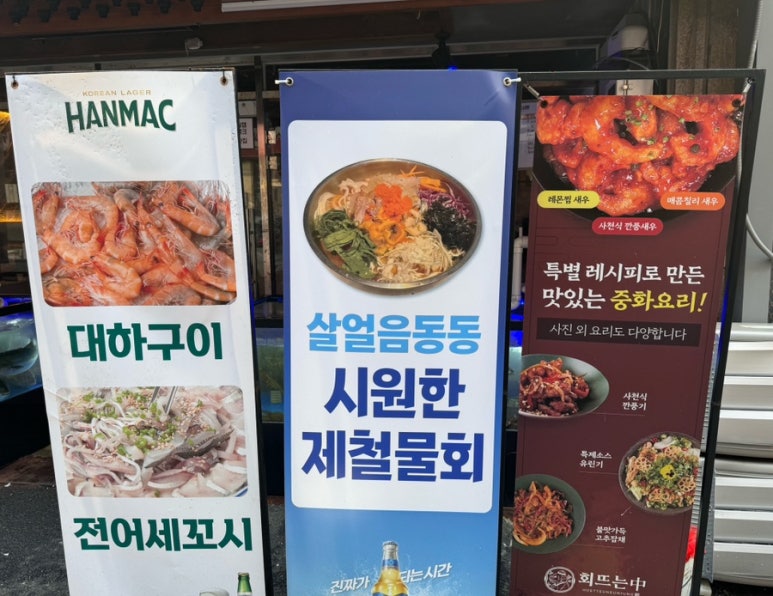 KOREAN LAGER
HANMAC
대하구이
전어세꼬시
살얼음동동
시원한
제철물회
진짜가 되는 시간
레몬찜 새우
매콤칠리 새우
사천식 깐풍새우
특별 레시피로 만든
맛있는 중화요리!
사진 외 요리도 다양합니다
사천식
깐풍기
특제소스
유린기
불맛가득
고추잡채
회뜨는中